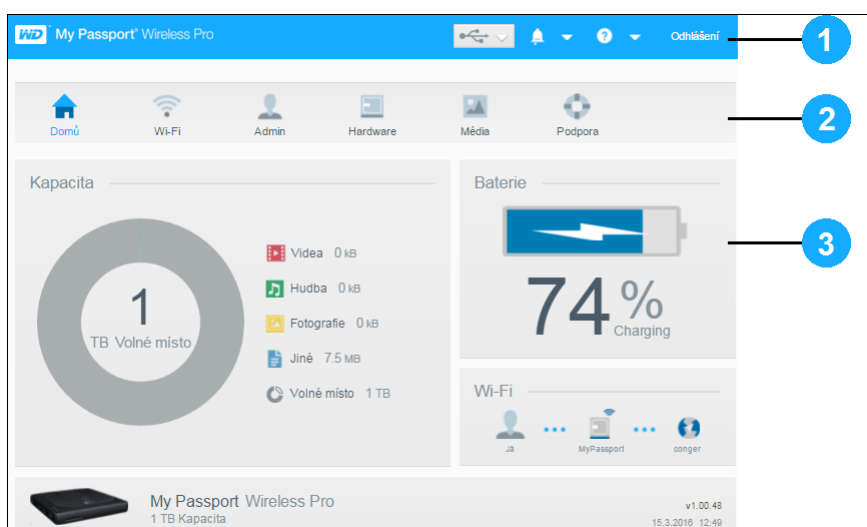 WD My Passport® Wireless Pro Odhlášení 1
Domů Wi-Fi Admin Hardware Média Podpora 2
Kapacita
1
TB Volné místo
Videa 0 kB
Hudba 0 kB
Fotografie 0 kB
Jiné 7.5 MB
Volné místo 1 TB
Baterie
3
74 %
Charging
Wi-Fi
Já MyPassport conger
My Passport Wireless Pro
1 TB Kapacita
v1.00.48
15.3.2016 12:49